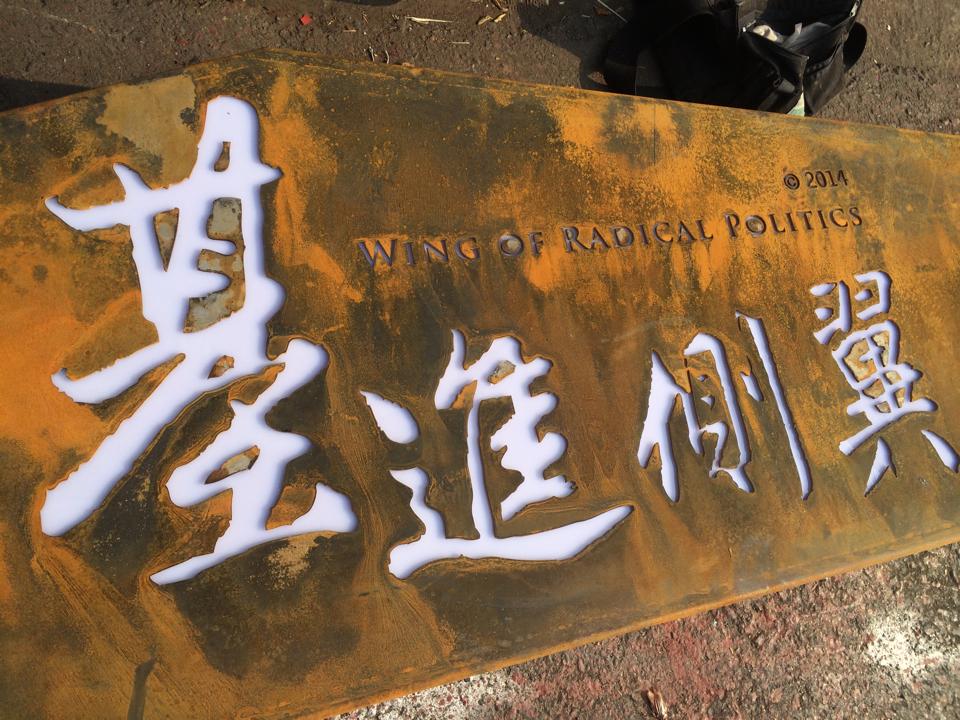 © 2014
WING OF RADICAL POLITICS
基進側翼